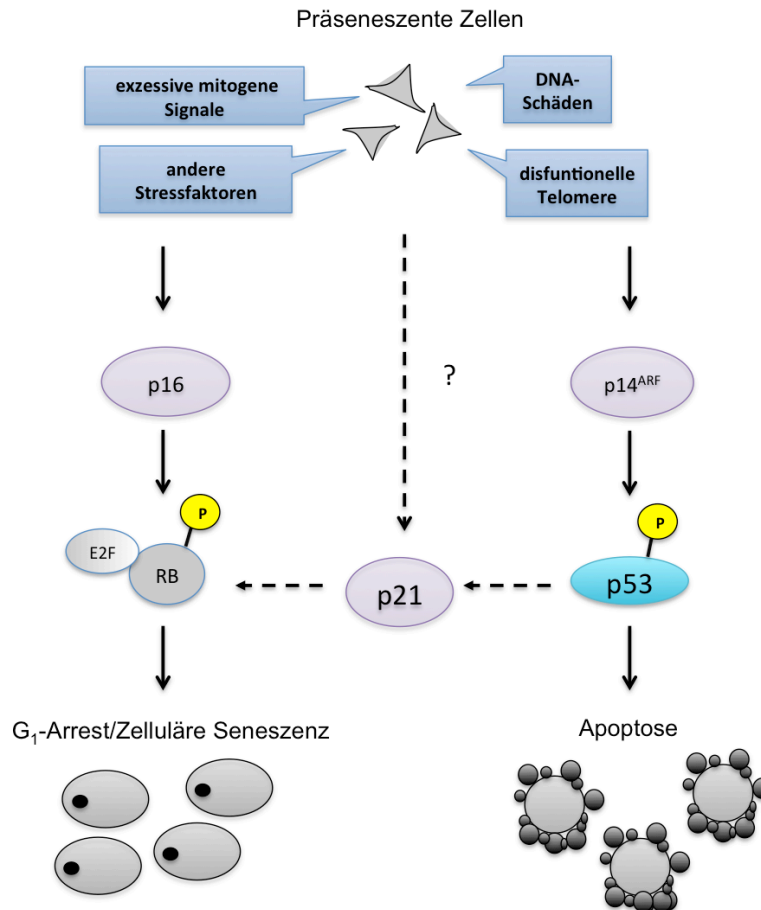 Präseneszente Zellen
exzessive mitogene
Signale
DNA-
Schäden
andere
Stressfaktoren
disfuntionelle
Telomere
?
p16
p14ARF
P
E2F
RB
p21
P
p53
G1-Arrest/Zelluläre Seneszenz
Apoptose